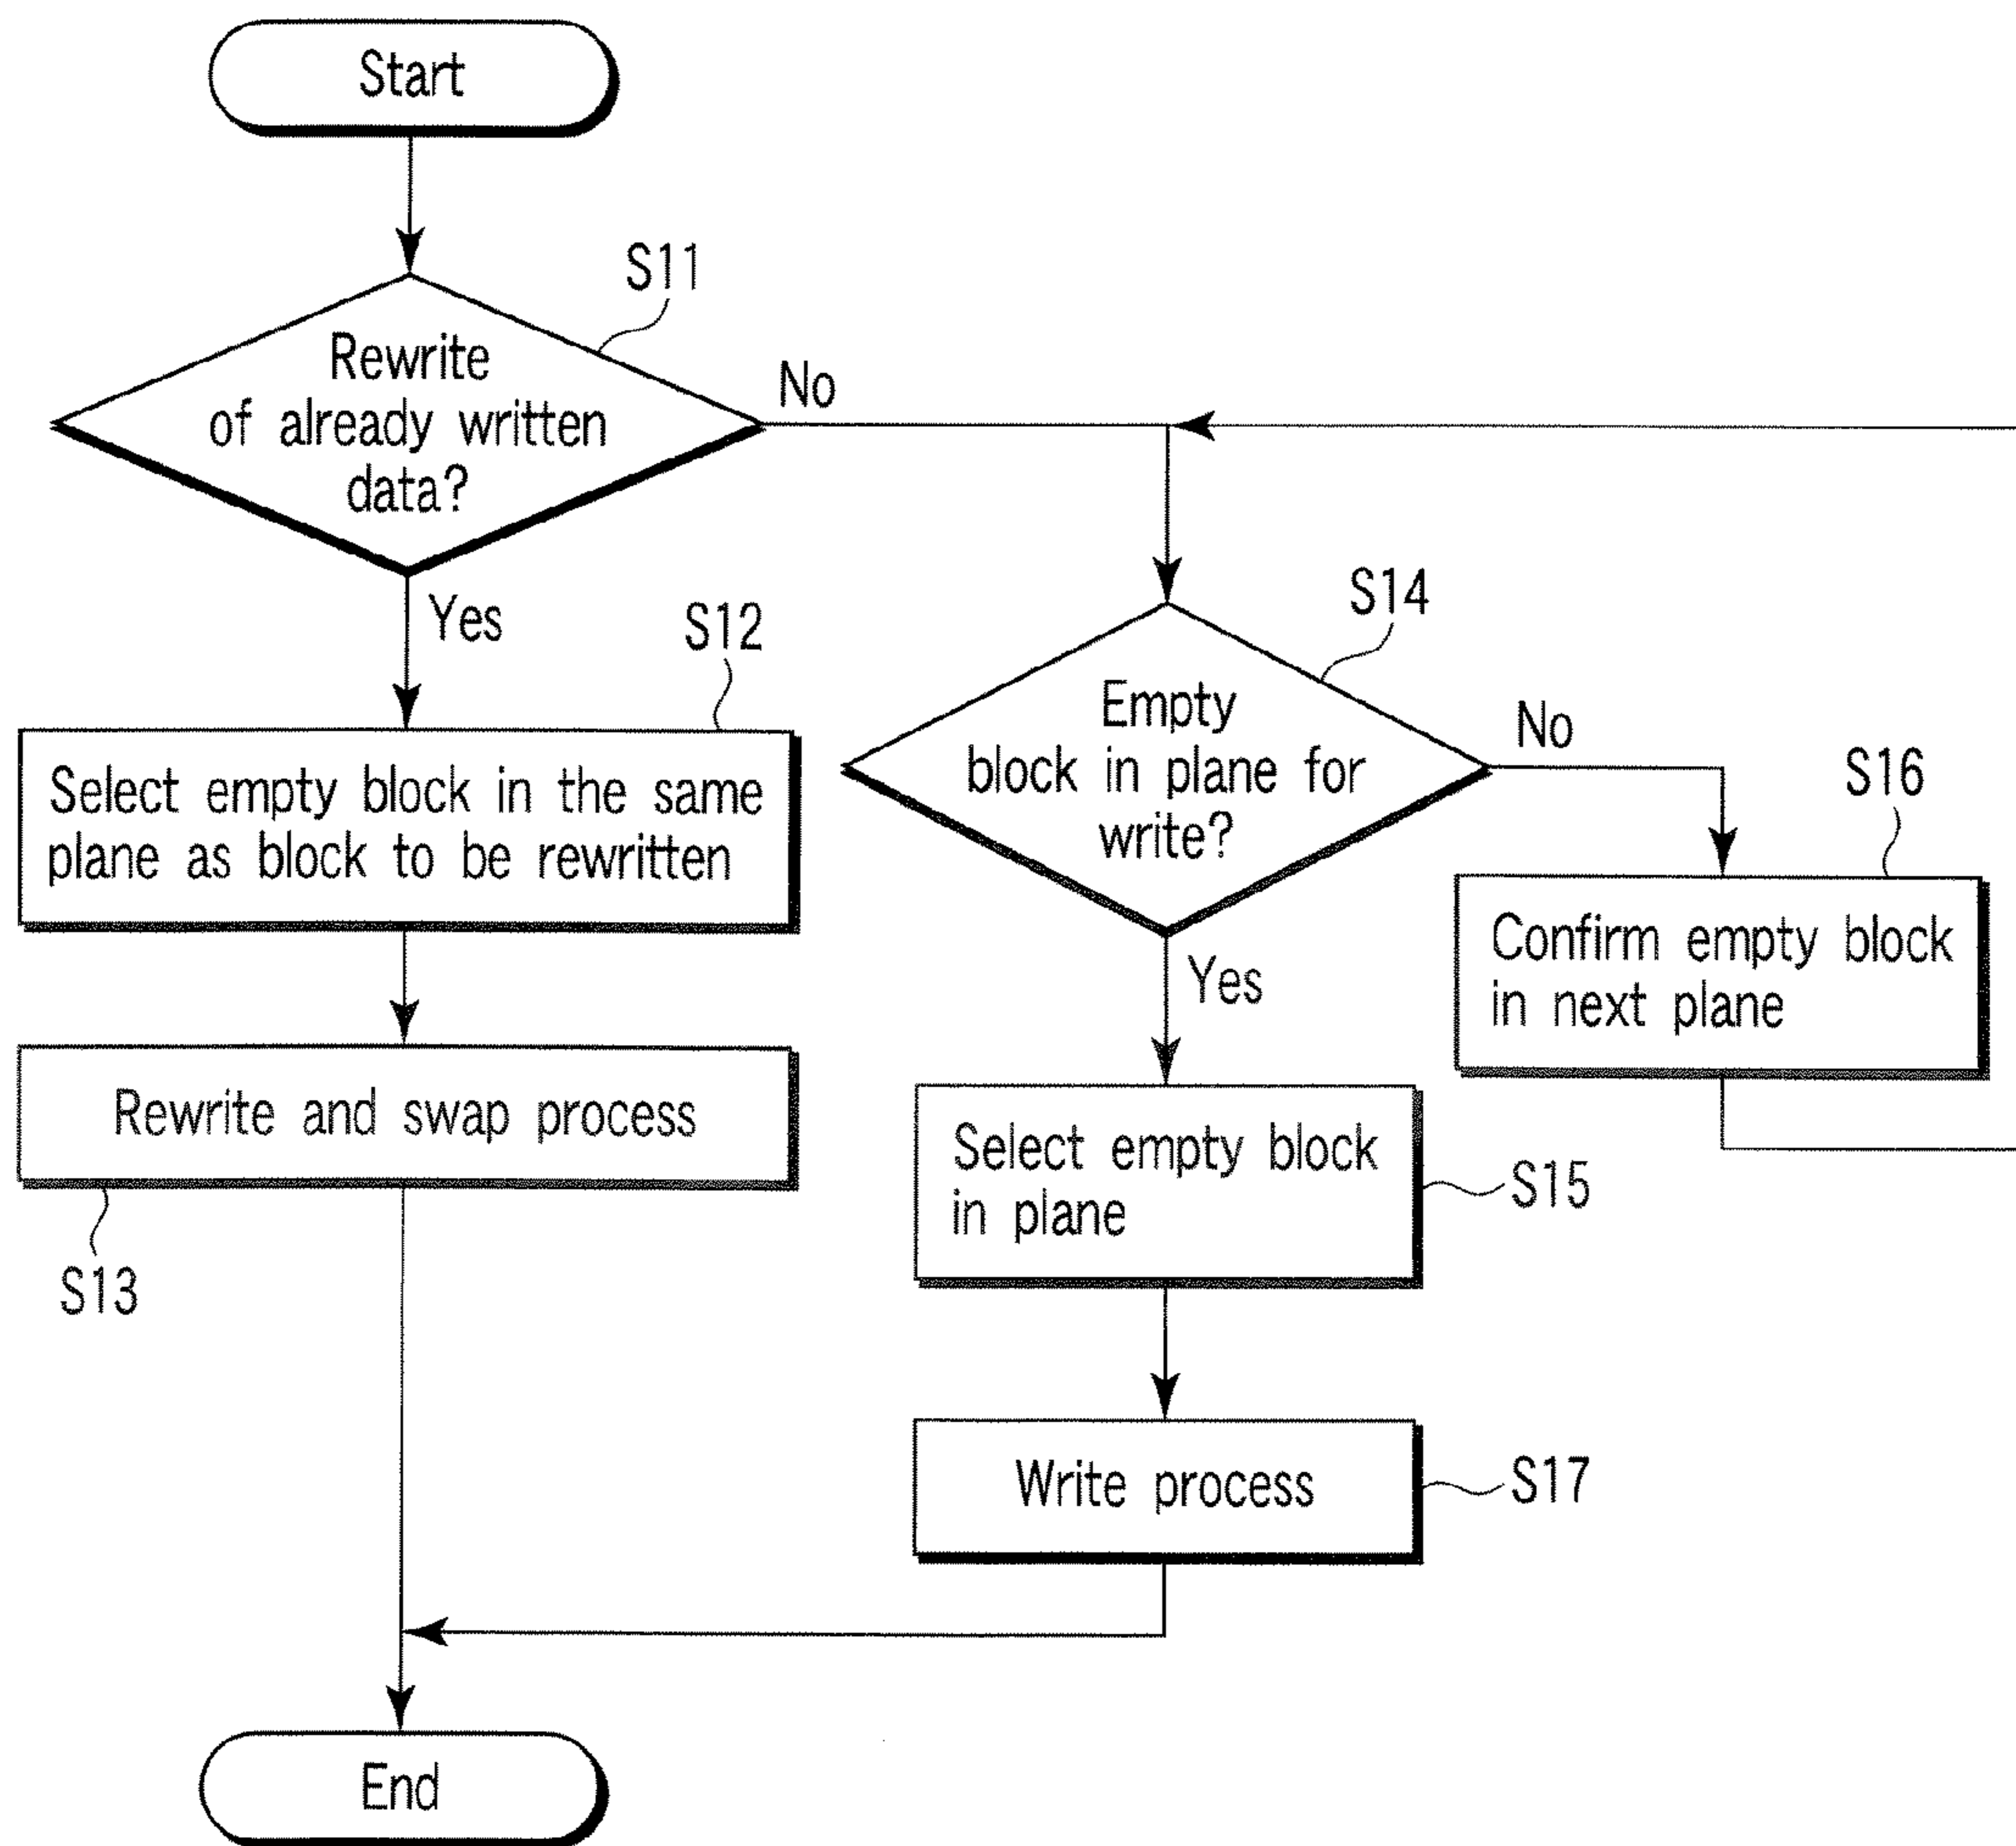 Start
S11
Rewrite
of already written
data?
No
Yes
S12
Select empty block in the same
plane as block to be rewritten
Rewrite and swap process
S13
S14
Empty
block in plane for
write?
No
S16
Confirm empty block
in next plane
Yes
Select empty block
in plane
S15
Write process
S17
End